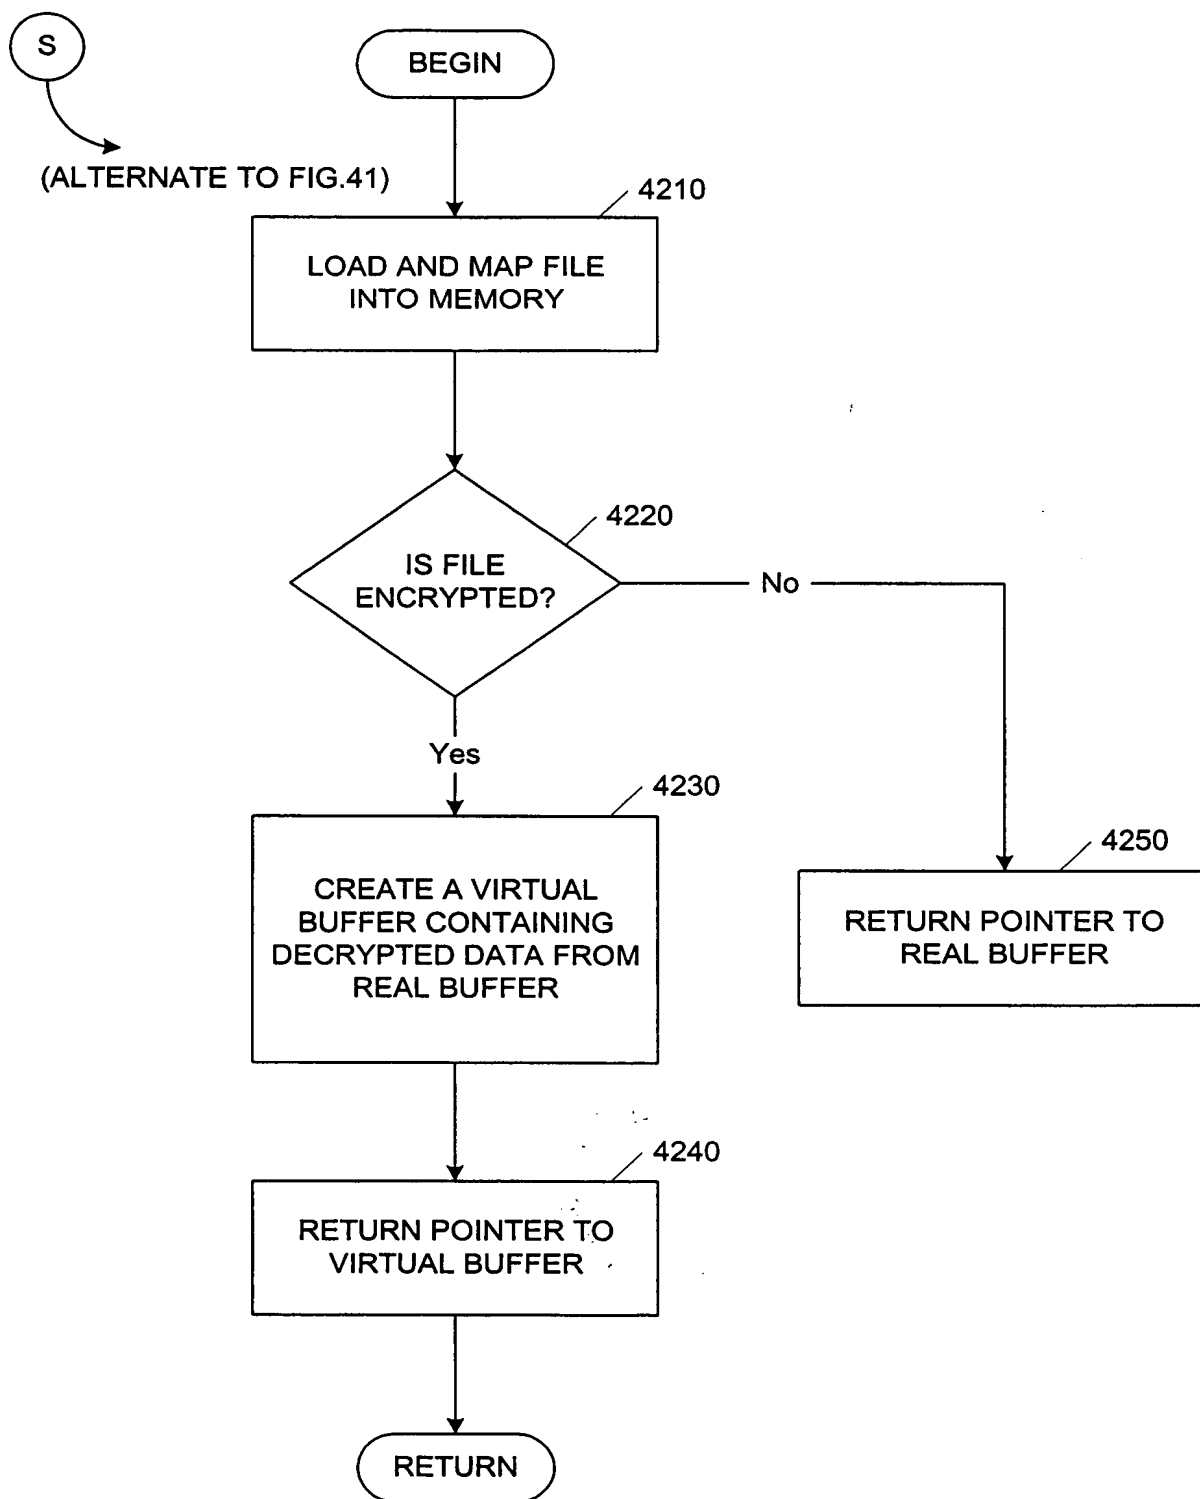 S
BEGIN
(ALTERNATE TO FIG.41)
4210
LOAD AND MAP FILE
INTO MEMORY
4220
IS FILE
ENCRYPTED?
No
Yes
4230
CREATE A VIRTUAL
BUFFER CONTAINING
DECRYPTED DATA FROM
REAL BUFFER
4250
RETURN POINTER TO
REAL BUFFER
4240
RETURN POINTER TO
VIRTUAL BUFFER
RETURN